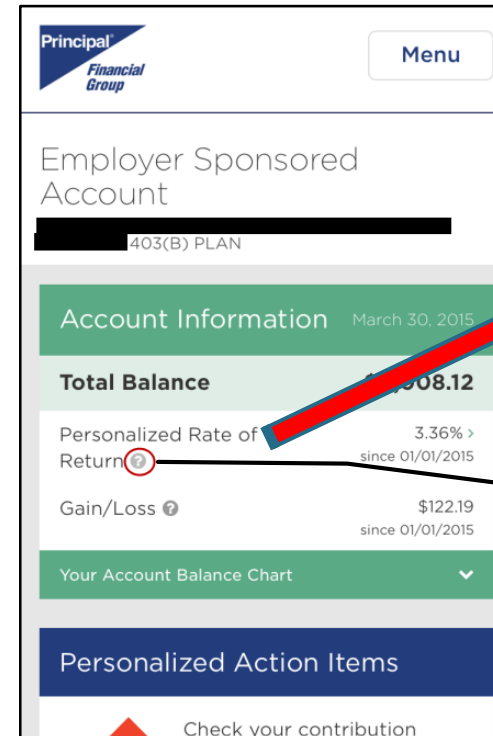 Principal®
Financial
Group
Menu
Employer Sponsored
Account
403(B) PLAN
Account Information March 30, 2015
Total Balance 908.12
Personalized Rate of 3.36% >
Return ? since 01/01/2015
Gain/Loss ? $122.19
since 01/01/2015
Your Account Balance Chart
Personalized Action Items
Check your contribution